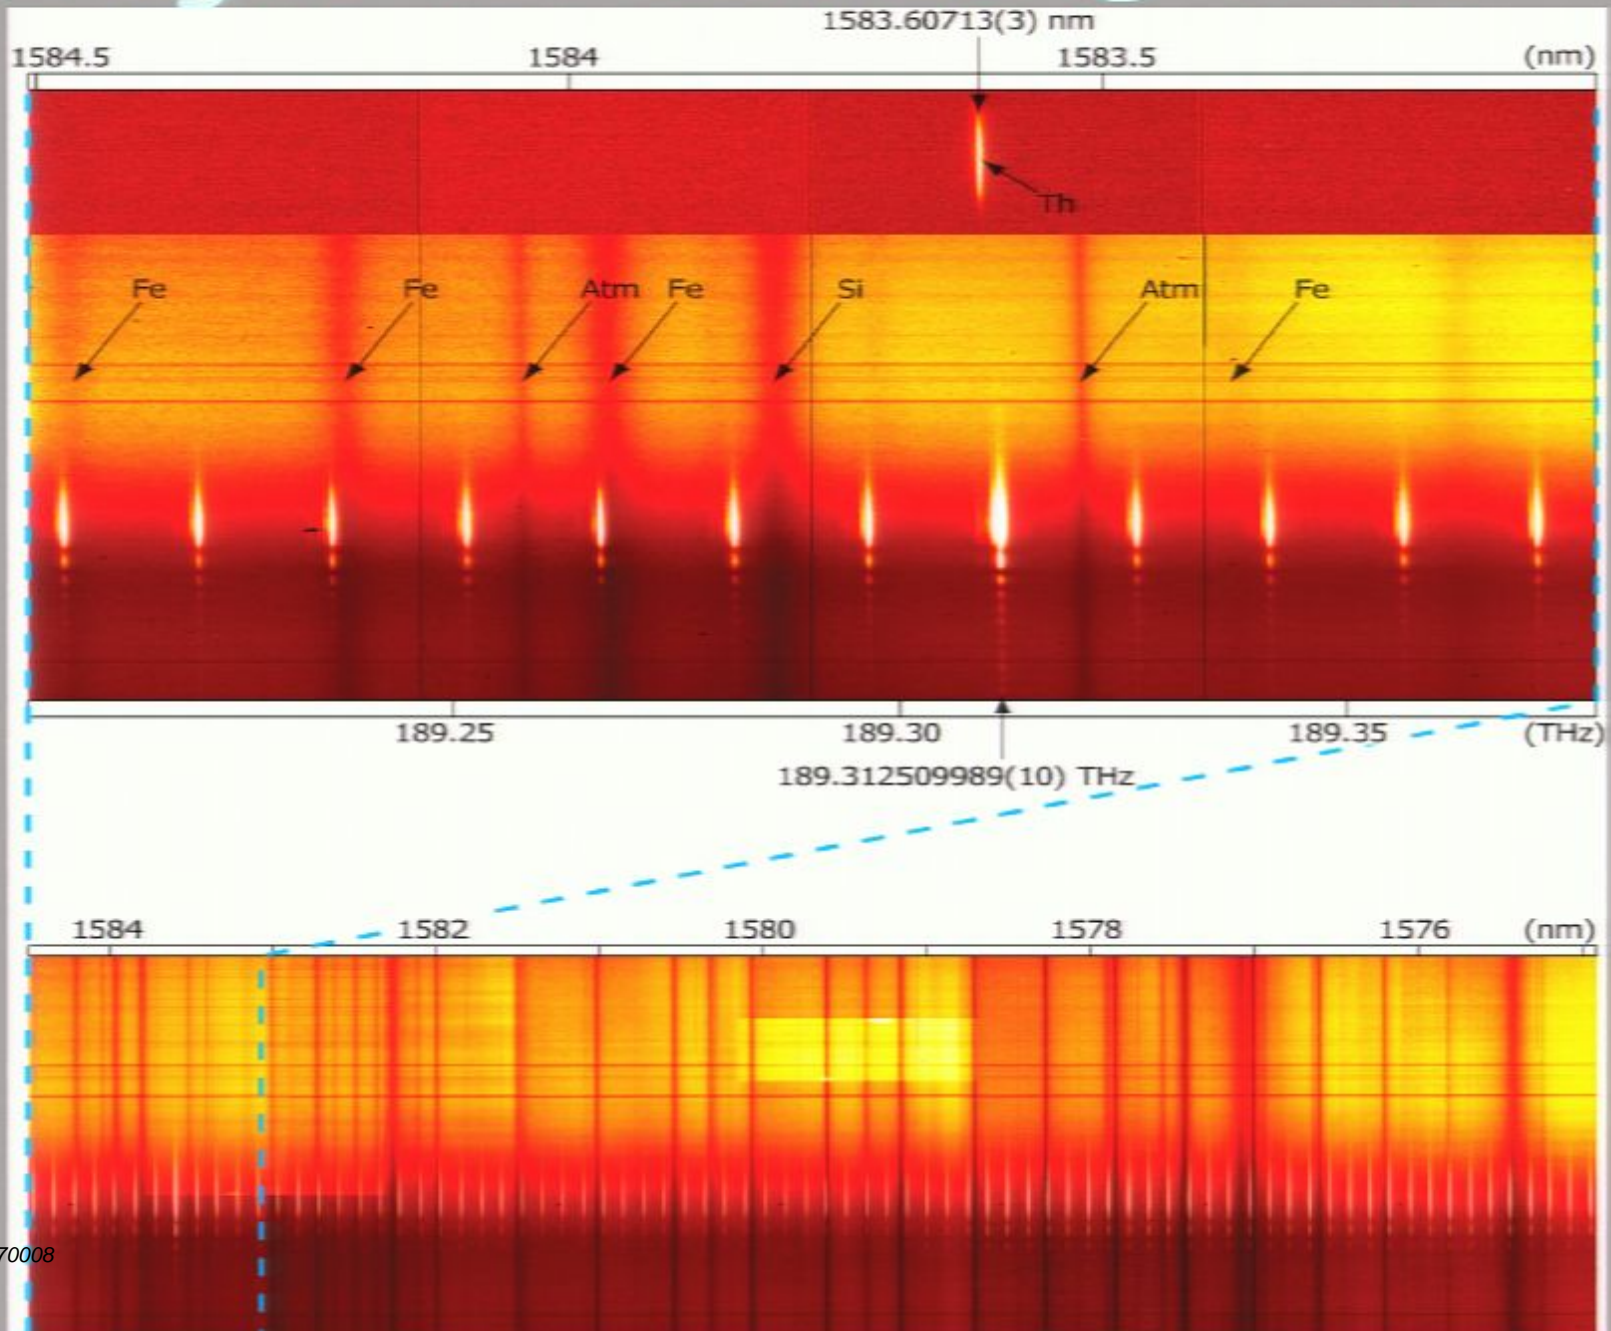 1583.60713(3) nm
1584.5 1584 1583.5 (nm)
Th
Fe Fe Atm Fe Si Atm Fe
189.25 189.30 189.35 (THz)
189.312509989(10) THz
1584 1582 1580 1578 1576 (nm)
70008